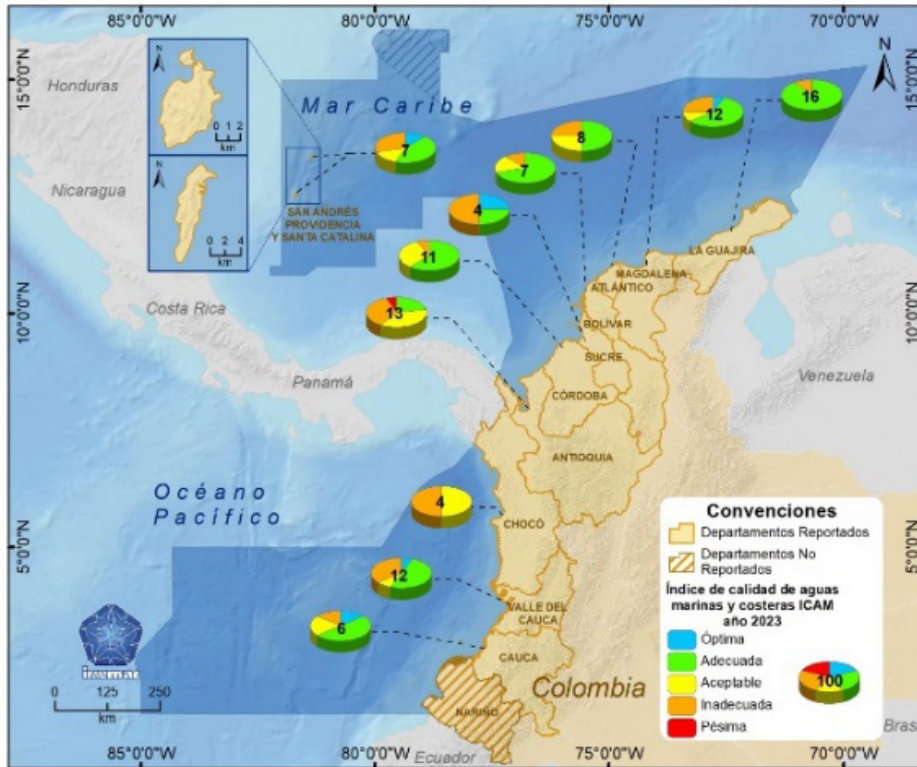 85°0'0"W
80°0'0"W
75°0'0"W
70°0'0"W
15°0'0"N
15°0'0"N
N
N
Honduras
Mar Caribe
0 1 2
km
16
12
8
7
7
N
Nicaragua
4
SAN ANDRÉS
PROVIDENCIA
Y SANTA CATALINA
0 2 4
km
LA GUAJIRA
11
MAGDALENA
ATLÁNTICO
10°0'0"N
10°0'0"N
Costa Rica
13
BOLÍVAR
SUCRE
Panamá
Venezuela
CÓRDOBA
ANTIOQUIA
Océano
Pacífico
4
CHOCÓ
5°0'0"N
5°0'0"N
12
VALLE DEL
CAUCA
6
CAUCA
Colombia
NARIÑO
Ecuador
Bras
0 125 250
km
Convenciones
Departamentos Reportados
Departamentos No
Reportados
Índice de calidad de aguas
marinas y costeras ICAM
año 2023
Óptima
Adecuada
Aceptable
Inadecuada
Pésima
100
85°0'0"W
80°0'0"W
75°0'0"W
70°0'0"W